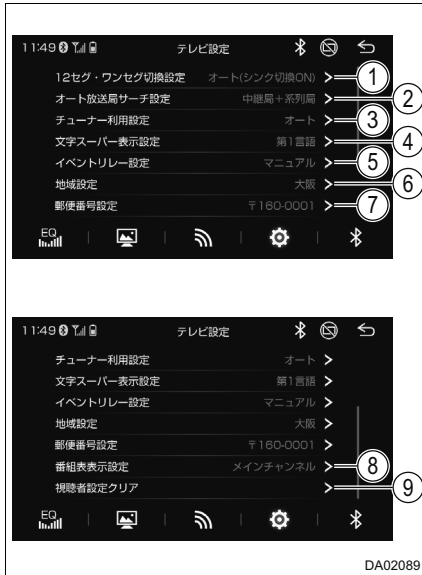 11:49 テレビ設定
12セグ・ワンセグ切換設定 オート(シンク切換ON) 1
オート放送局サーチ設定 中継局＋系列局 2
チューナー利用設定 オート 3
文字スーパー表示設定 第1言語 4
イベントリレー設定 マニュアル 5
地域設定 大阪 6
郵便番号設定 〒160-0001 7
EQ
11:49 テレビ設定
チューナー利用設定 オート
文字スーパー表示設定 第1言語
イベントリレー設定 マニュアル
地域設定 大阪
郵便番号設定 〒160-0001
番組表表示設定 メインチャンネル 8
視聴者設定クリア 9
EQ
DA02089